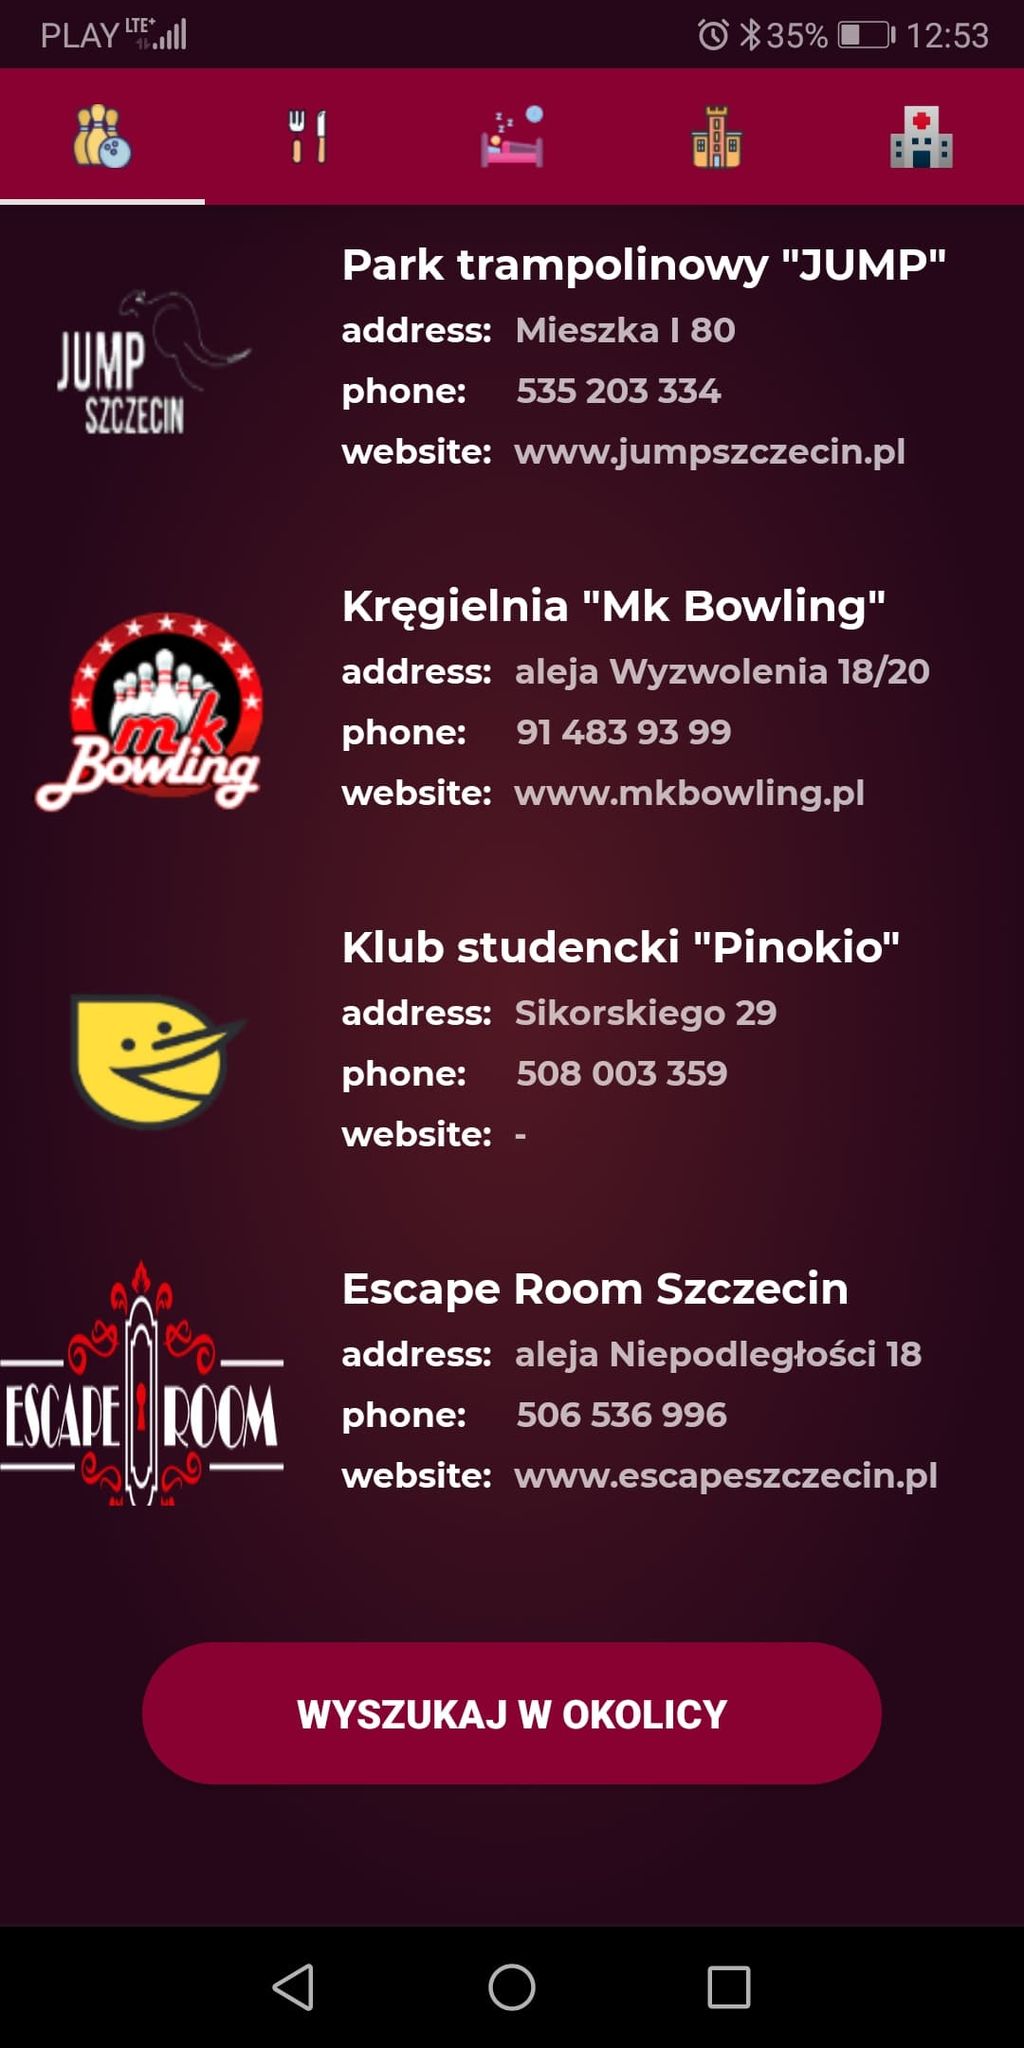 PLAY LTE+ 35% 12:53
Park trampolinowy "JUMP"
JUMP
SZCZECIN
address: Mieszka I 80
phone: 535 203 334
website: www.jumpszczecin.pl
Kręgielnia "Mk Bowling"
mk
Bowling
address: aleja Wyzwolenia 18/20
phone: 91 483 93 99
website: www.mkbowling.pl
Klub studencki "Pinokio"
address: Sikorskiego 29
phone: 508 003 359
website: -
Escape Room Szczecin
ESCAPE ROOM
address: aleja Niepodległości 18
phone: 506 536 996
website: www.escapeszczecin.pl
WYSZUKAJ W OKOLICY